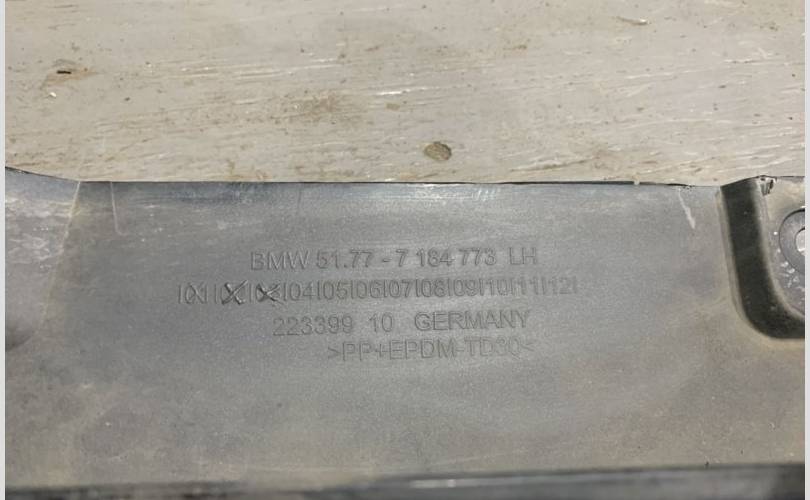 BMW 51.77 - 7 184 773 LH
|01|02|03|04|05|06|07|08|09|10|11|12|
223399 10 GERMANY
>PP+EPDM-TD30<